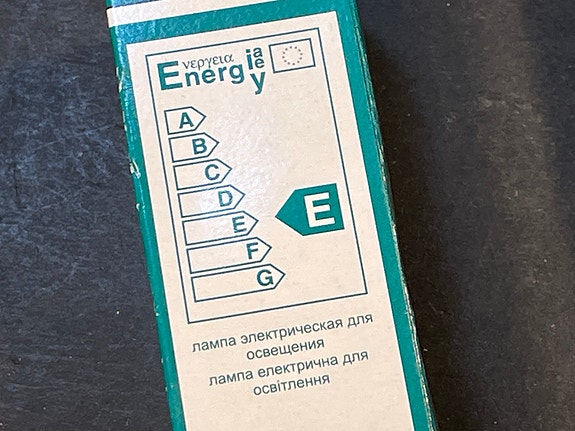 νεργεια
Energ ia
ie
y
A
B
C
D
E
E
F
G
лампа электрическая для
освещения
лампа електрична для
освітлення